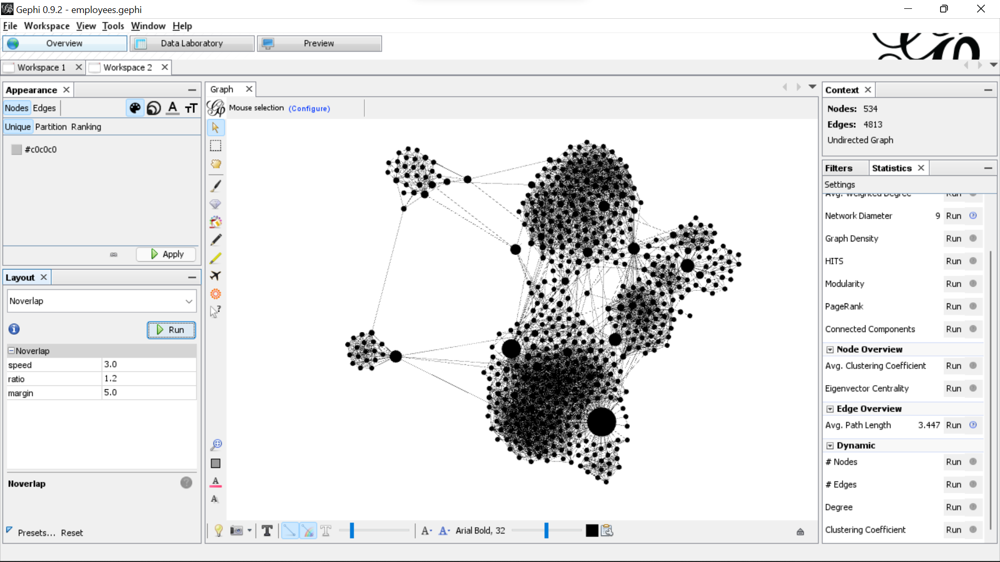 Gephi 0.9.2 - employees.gephi
File Workspace View Tools Window Help
Overview Data Laboratory Preview
Workspace 1 Workspace 2
Appearance
Nodes Edges
Unique Partition Ranking
#c0c0c0
Apply
Layout
Noverlap
Run
Noverlap
speed 3.0
ratio 1.2
margin 5.0
Noverlap
Presets... Reset
Graph
Mouse selection (Configure)
Arial Bold, 32
Context
Nodes: 534
Edges: 4813
Undirected Graph
Filters Statistics
Settings
Avg. Weighted Degree Run
Network Diameter 9 Run
Graph Density Run
HITS Run
Modularity Run
PageRank Run
Connected Components Run
Node Overview
Avg. Clustering Coefficient Run
Eigenvector Centrality Run
Edge Overview
Avg. Path Length 3.447 Run
Dynamic
# Nodes Run
# Edges Run
Degree Run
Clustering Coefficient Run